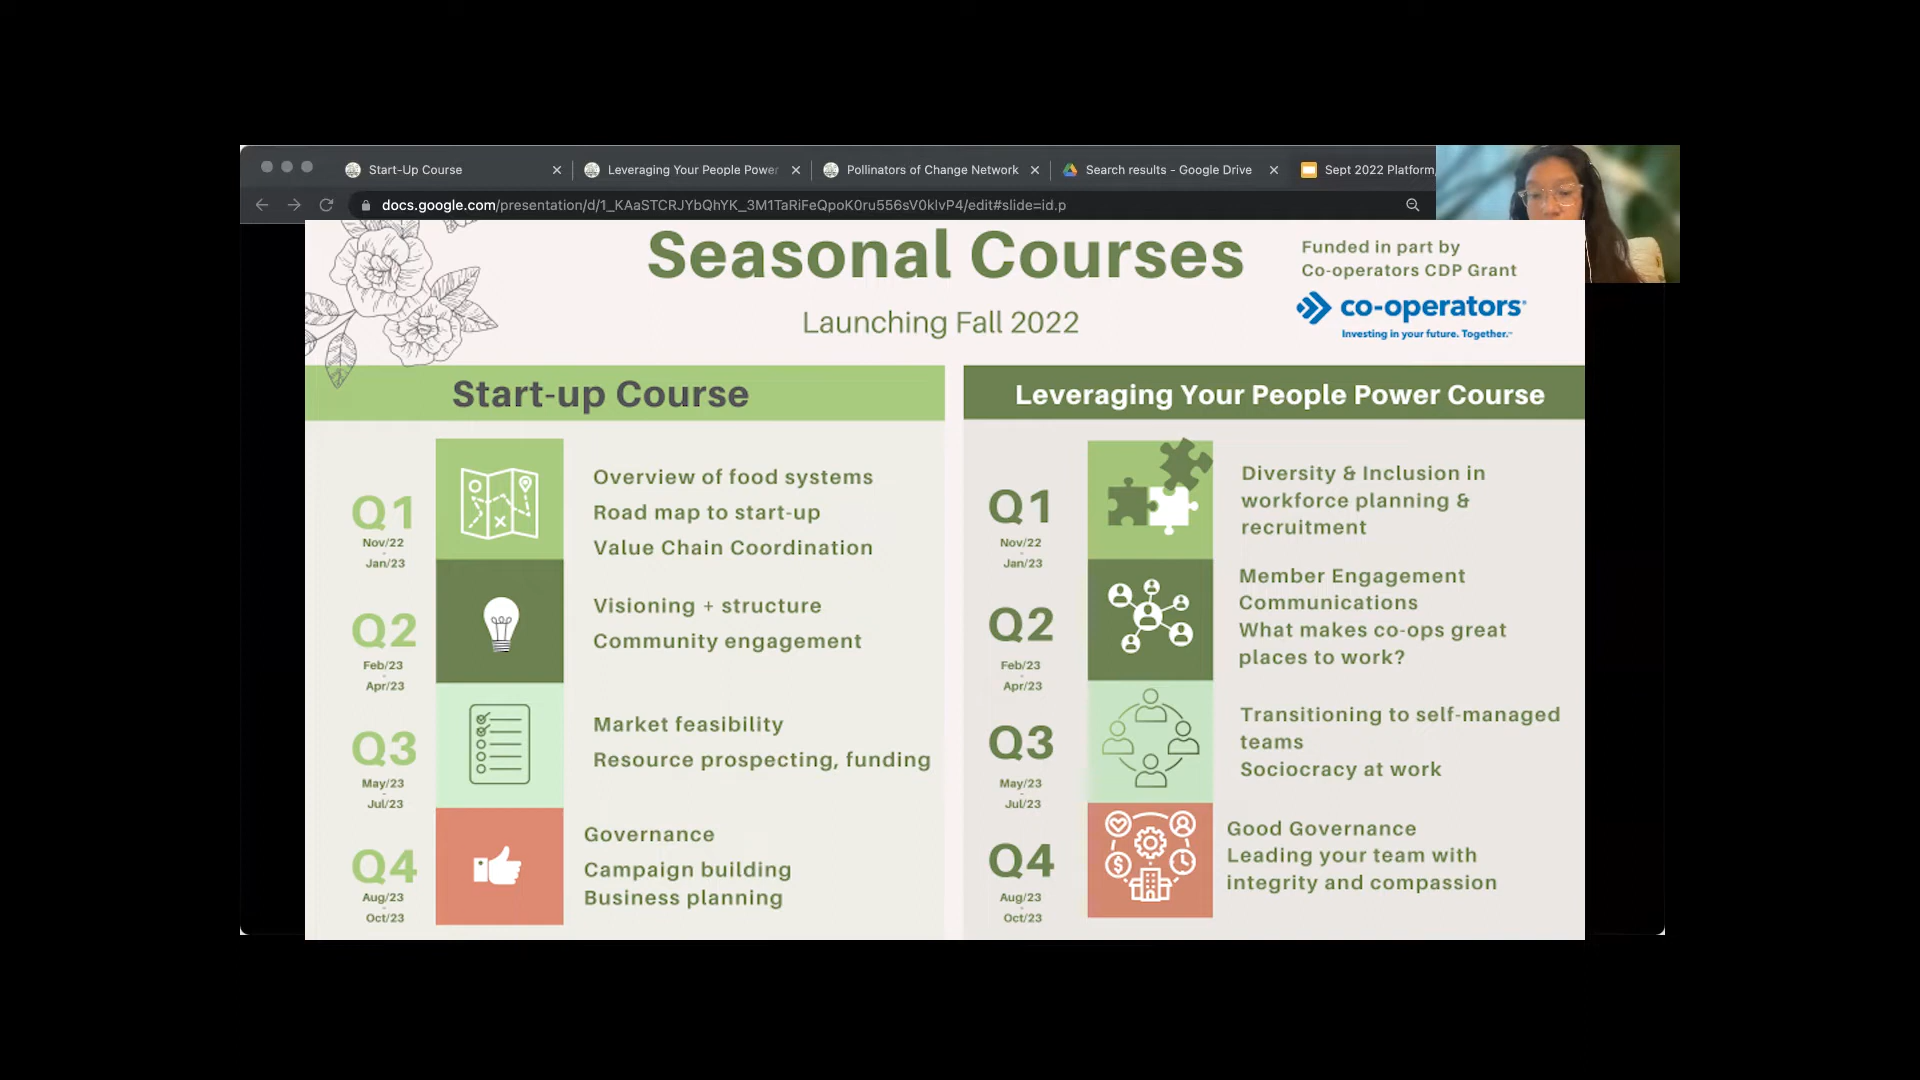 Start-Up Course
Leveraging Your People Power
Pollinators of Change Network
Search results - Google Drive
Sept 2022 Platform,
docs.google.com/presentation/d/1_KAaSTCRJYbQhYK_3M1TaRiFeQpoK0ru556sV0klvP4/edit#slide=id.p
Seasonal Courses
Launching Fall 2022
Funded in part by
Co-operators CDP Grant
co-operators®
Investing in your future. Together.™
Start-up Course
Q1
Nov/22
-
Jan/23
Overview of food systems
Road map to start-up
Value Chain Coordination
Q2
Feb/23
-
Apr/23
Visioning + structure
Community engagement
Q3
May/23
-
Jul/23
Market feasibility
Resource prospecting, funding
Q4
Aug/23
-
Oct/23
Governance
Campaign building
Business planning
Leveraging Your People Power Course
Q1
Nov/22
-
Jan/23
Diversity & Inclusion in
workforce planning &
recruitment
Q2
Feb/23
-
Apr/23
Member Engagement
Communications
What makes co-ops great
places to work?
Q3
May/23
-
Jul/23
Transitioning to self-managed
teams
Sociocracy at work
Q4
Aug/23
-
Oct/23
$
Good Governance
Leading your team with
integrity and compassion